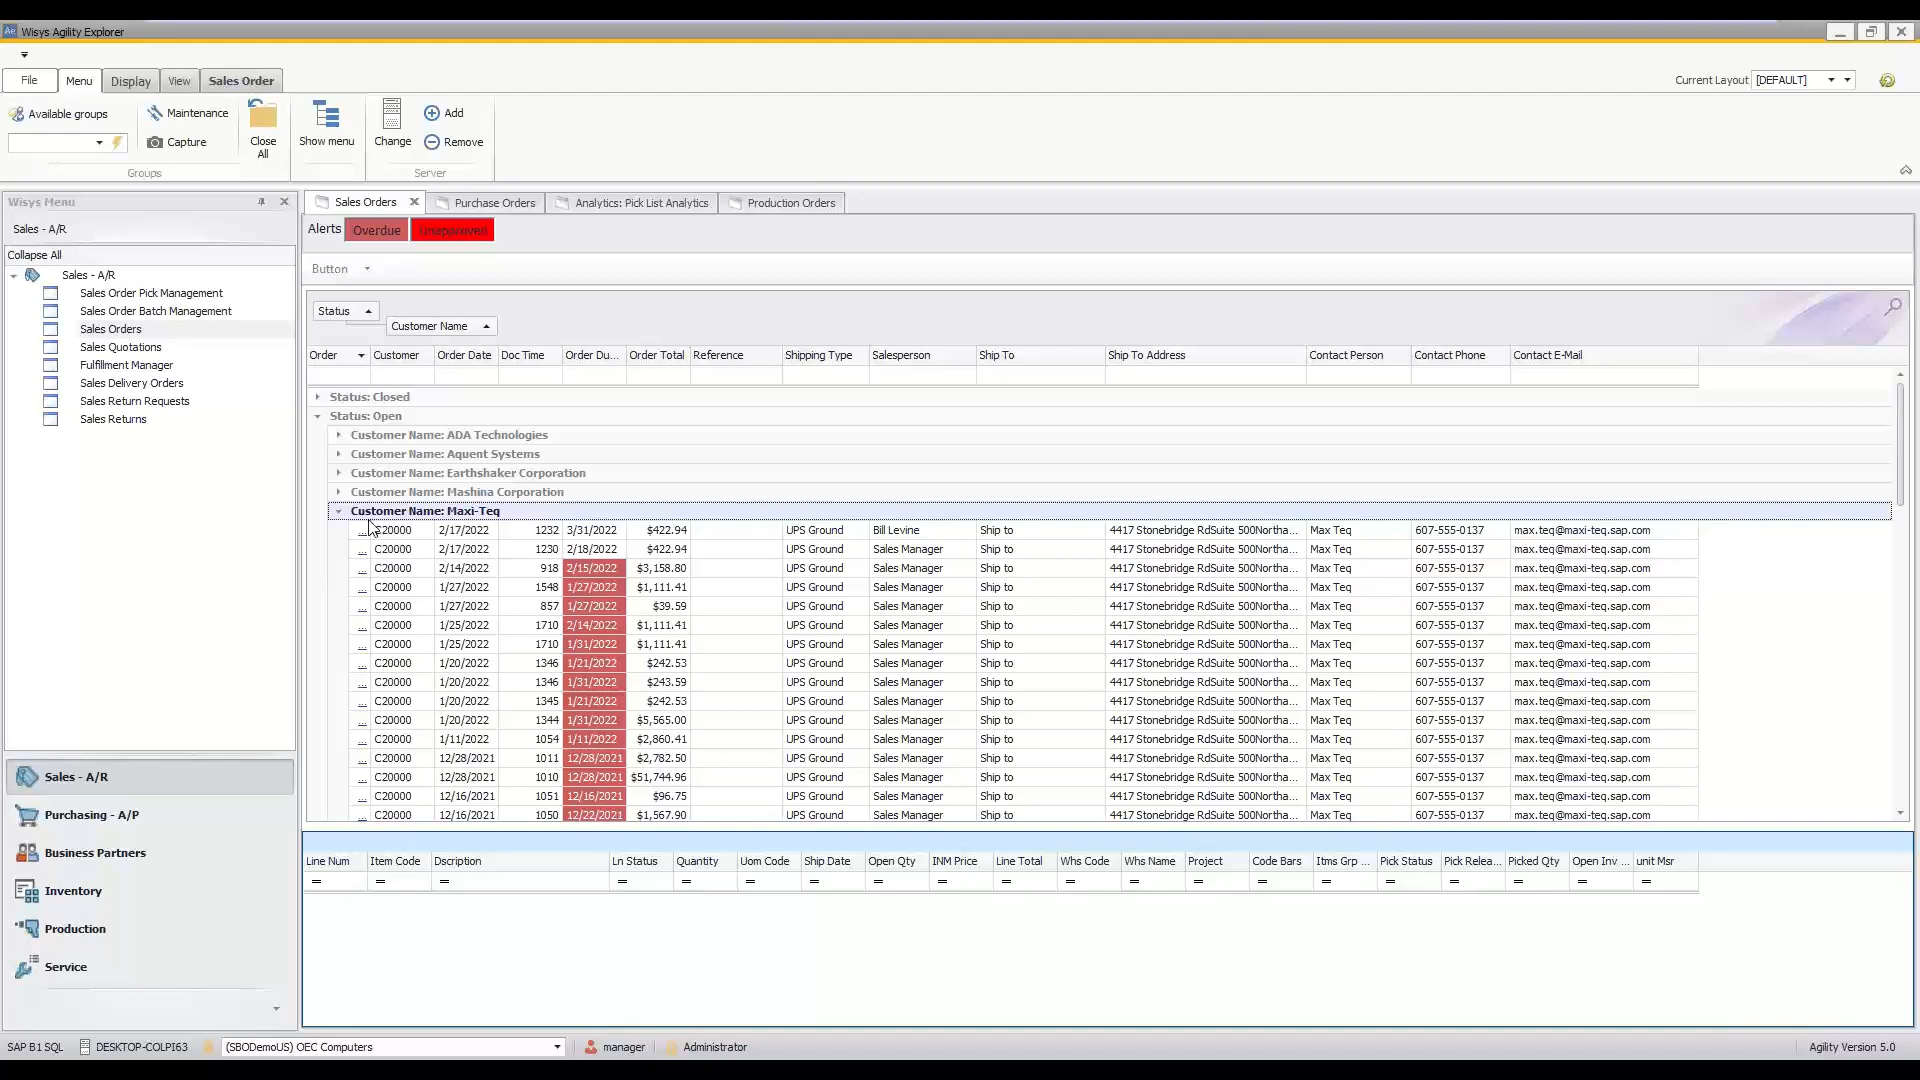 Wisys Agility Explorer
File Menu Display View Sales Order Current Layout [DEFAULT]
Available groups Maintenance Capture Close All Show menu Change Add Remove
Groups Server
Wisys Menu
Sales - A/R
Collapse All
Sales - A/R
Sales Order Pick Management
Sales Order Batch Management
Sales Orders
Sales Quotations
Fulfillment Manager
Sales Delivery Orders
Sales Return Requests
Sales Returns
Sales - A/R
Purchasing - A/P
Business Partners
Inventory
Production
Service
Sales Orders Purchase Orders Analytics: Pick List Analytics Production Orders
Alerts Overdue Unapproved
Button
Status
Customer Name
Order Customer Order Date Doc Time Order Du... Order Total Reference Shipping Type Salesperson Ship To Ship To Address Contact Person Contact Phone Contact E-Mail
Status: Closed
Status: Open
Customer Name: ADA Technologies
Customer Name: Aquent Systems
Customer Name: Earthshaker Corporation
Customer Name: Mashina Corporation
Customer Name: Maxi-Teq
... C20000 2/17/2022 1232 3/31/2022 $422.94 UPS Ground Bill Levine Ship to 4417 Stonebridge RdSuite 500Northa... Max Teq 607-555-0137 max.teq@maxi-teq.sap.com
... C20000 2/17/2022 1230 2/18/2022 $422.94 UPS Ground Sales Manager Ship to 4417 Stonebridge RdSuite 500Northa... Max Teq 607-555-0137 max.teq@maxi-teq.sap.com
... C20000 2/14/2022 918 2/15/2022 $3,158.80 UPS Ground Sales Manager Ship to 4417 Stonebridge RdSuite 500Northa... Max Teq 607-555-0137 max.teq@maxi-teq.sap.com
... C20000 1/27/2022 1548 1/27/2022 $1,111.41 UPS Ground Sales Manager Ship to 4417 Stonebridge RdSuite 500Northa... Max Teq 607-555-0137 max.teq@maxi-teq.sap.com
... C20000 1/27/2022 857 1/27/2022 $39.59 UPS Ground Sales Manager Ship to 4417 Stonebridge RdSuite 500Northa... Max Teq 607-555-0137 max.teq@maxi-teq.sap.com
... C20000 1/25/2022 1710 2/14/2022 $1,111.41 UPS Ground Sales Manager Ship to 4417 Stonebridge RdSuite 500Northa... Max Teq 607-555-0137 max.teq@maxi-teq.sap.com
... C20000 1/25/2022 1710 1/31/2022 $1,111.41 UPS Ground Sales Manager Ship to 4417 Stonebridge RdSuite 500Northa... Max Teq 607-555-0137 max.teq@maxi-teq.sap.com
... C20000 1/20/2022 1346 1/21/2022 $242.53 UPS Ground Sales Manager Ship to 4417 Stonebridge RdSuite 500Northa... Max Teq 607-555-0137 max.teq@maxi-teq.sap.com
... C20000 1/20/2022 1346 1/31/2022 $243.59 UPS Ground Sales Manager Ship to 4417 Stonebridge RdSuite 500Northa... Max Teq 607-555-0137 max.teq@maxi-teq.sap.com
... C20000 1/20/2022 1345 1/21/2022 $242.53 UPS Ground Sales Manager Ship to 4417 Stonebridge RdSuite 500Northa... Max Teq 607-555-0137 max.teq@maxi-teq.sap.com
... C20000 1/20/2022 1344 1/31/2022 $5,565.00 UPS Ground Sales Manager Ship to 4417 Stonebridge RdSuite 500Northa... Max Teq 607-555-0137 max.teq@maxi-teq.sap.com
... C20000 1/11/2022 1054 1/11/2022 $2,860.41 UPS Ground Sales Manager Ship to 4417 Stonebridge RdSuite 500Northa... Max Teq 607-555-0137 max.teq@maxi-teq.sap.com
... C20000 12/28/2021 1011 12/28/2021 $2,782.50 UPS Ground Sales Manager Ship to 4417 Stonebridge RdSuite 500Northa... Max Teq 607-555-0137 max.teq@maxi-teq.sap.com
... C20000 12/28/2021 1010 12/28/2021 $51,744.96 UPS Ground Sales Manager Ship to 4417 Stonebridge RdSuite 500Northa... Max Teq 607-555-0137 max.teq@maxi-teq.sap.com
... C20000 12/16/2021 1051 12/16/2021 $96.75 UPS Ground Sales Manager Ship to 4417 Stonebridge RdSuite 500Northa... Max Teq 607-555-0137 max.teq@maxi-teq.sap.com
... C20000 12/16/2021 1050 12/22/2021 $1,567.90 UPS Ground Sales Manager Ship to 4417 Stonebridge RdSuite 500Northa... Max Teq 607-555-0137 max.teq@maxi-teq.sap.com
Line Num Item Code Dscription Ln Status Quantity Uom Code Ship Date Open Qty INM Price Line Total Whs Code Whs Name Project Code Bars Itms Grp ... Pick Status Pick Relea... Picked Qty Open Inv ... unit Msr
= = = = = = = = = = = = = = = = = = = =
SAP B1 SQL DESKTOP-COLPI63 (SBODemoUS) OEC Computers manager Administrator Agility Version 5.0